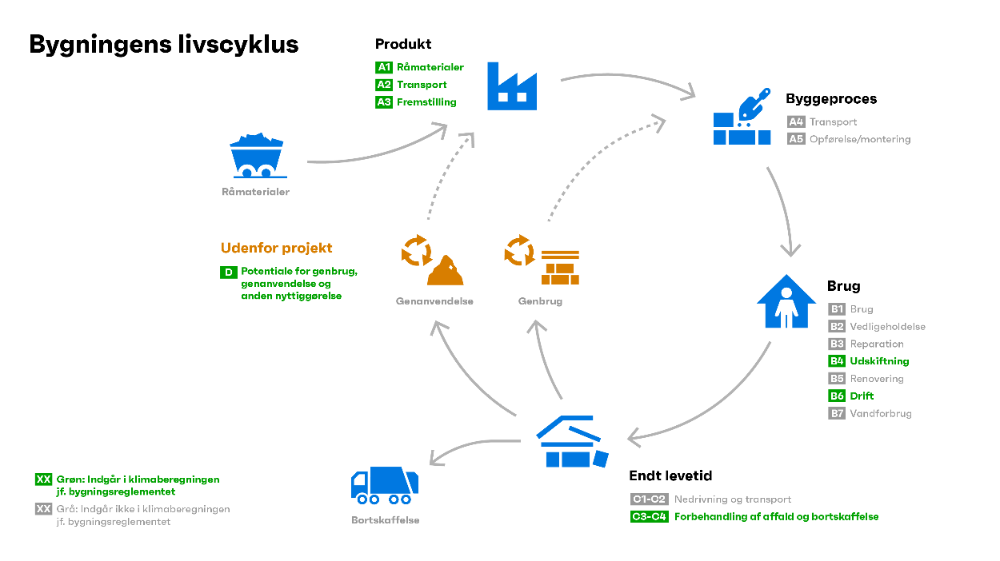 Bygningens livscyklus
Produkt
A1 Råmaterialer
A2 Transport
A3 Fremstilling
Byggeproces
A4 Transport
A5 Opførelse/montering
Råmaterialer
Udenfor projekt
D Potentiale for genbrug,
genanvendelse og
anden nyttiggørelse
Genanvendelse
Genbrug
Brug
B1 Brug
B2 Vedligeholdelse
B3 Reparation
B4 Udskiftning
B5 Renovering
B6 Drift
B7 Vandforbrug
Endt levetid
C1-C2 Nedrivning og transport
C3-C4 Forbehandling af affald og bortskaffelse
Bortskaffelse
XX Grøn: Indgår i klimaberegningen
jf. bygningsreglementet
XX Grå: Indgår ikke i klimaberegningen
jf. bygningsreglementet